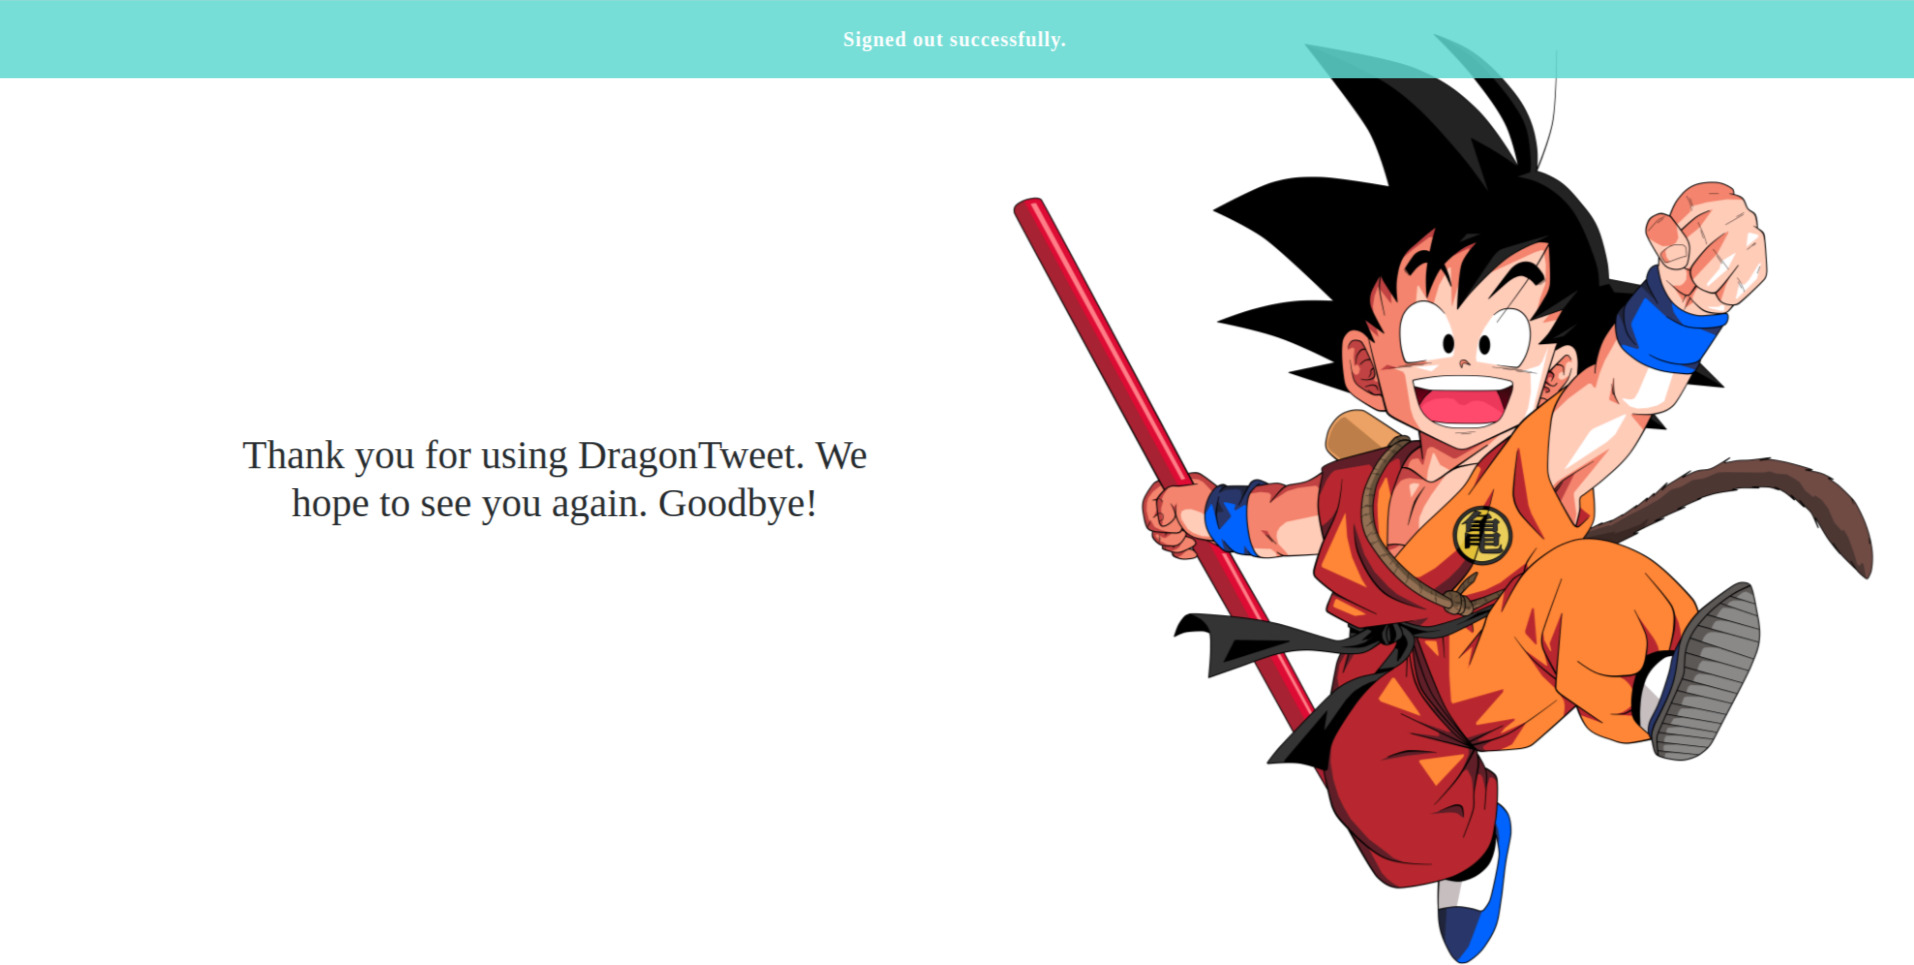 Signed out successfully.
Thank you for using DragonTweet. We
hope to see you again. Goodbye!
亀